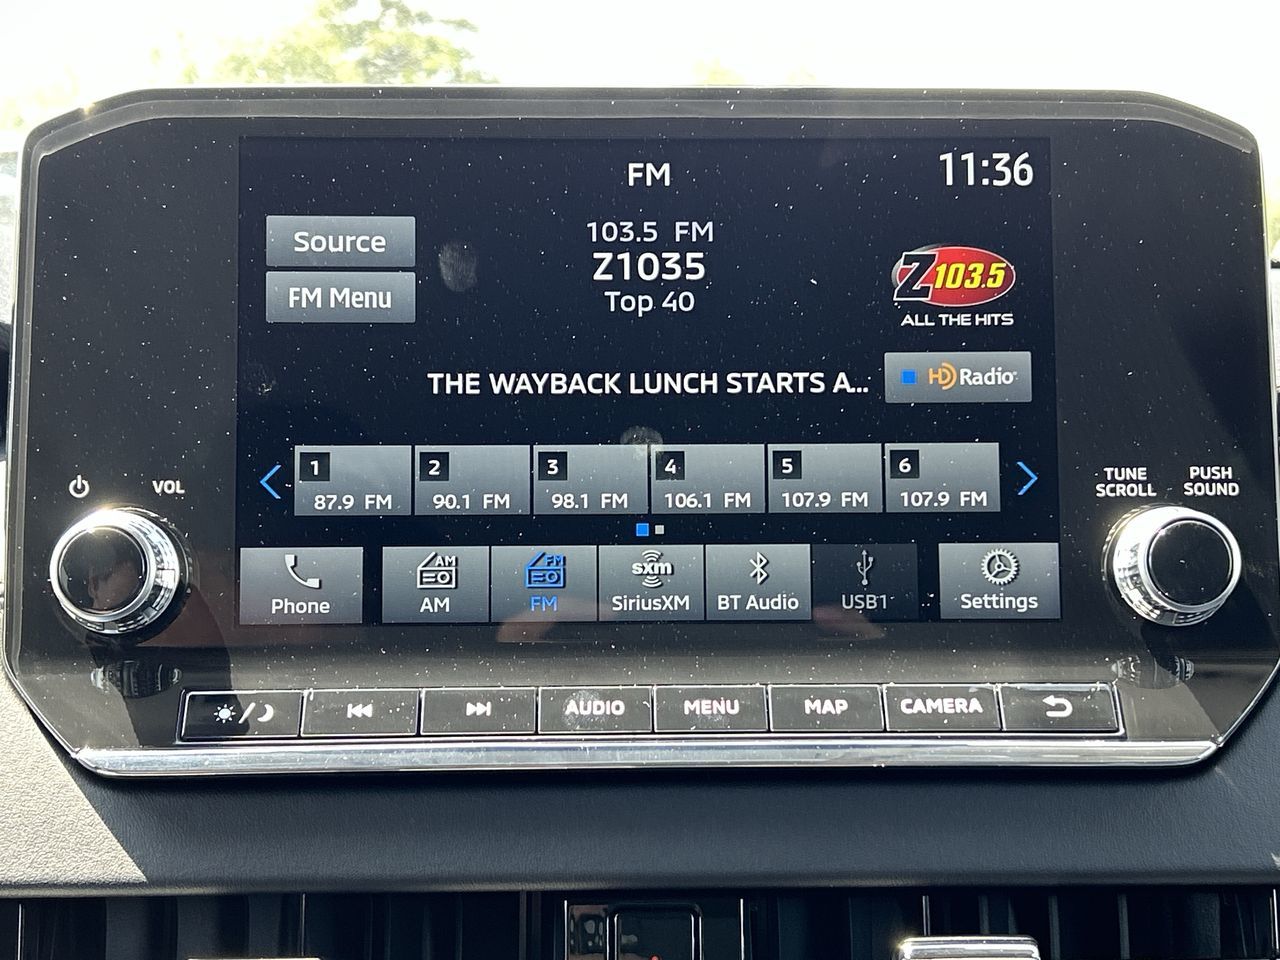 FM
11:36
Source
FM Menu
103.5 FM
Z1035
Top 40
Z103.5
ALL THE HITS
THE WAYBACK LUNCH STARTS A...
HD Radio
1
87.9 FM
2
90.1 FM
3
98.1 FM
4
106.1 FM
5
107.9 FM
6
107.9 FM
VOL
TUNE
SCROLL
PUSH
SOUND
Phone
AM
AM
FM
FM
sxm
SiriusXM
BT Audio
USB1
Settings
AUDIO
MENU
MAP
CAMERA